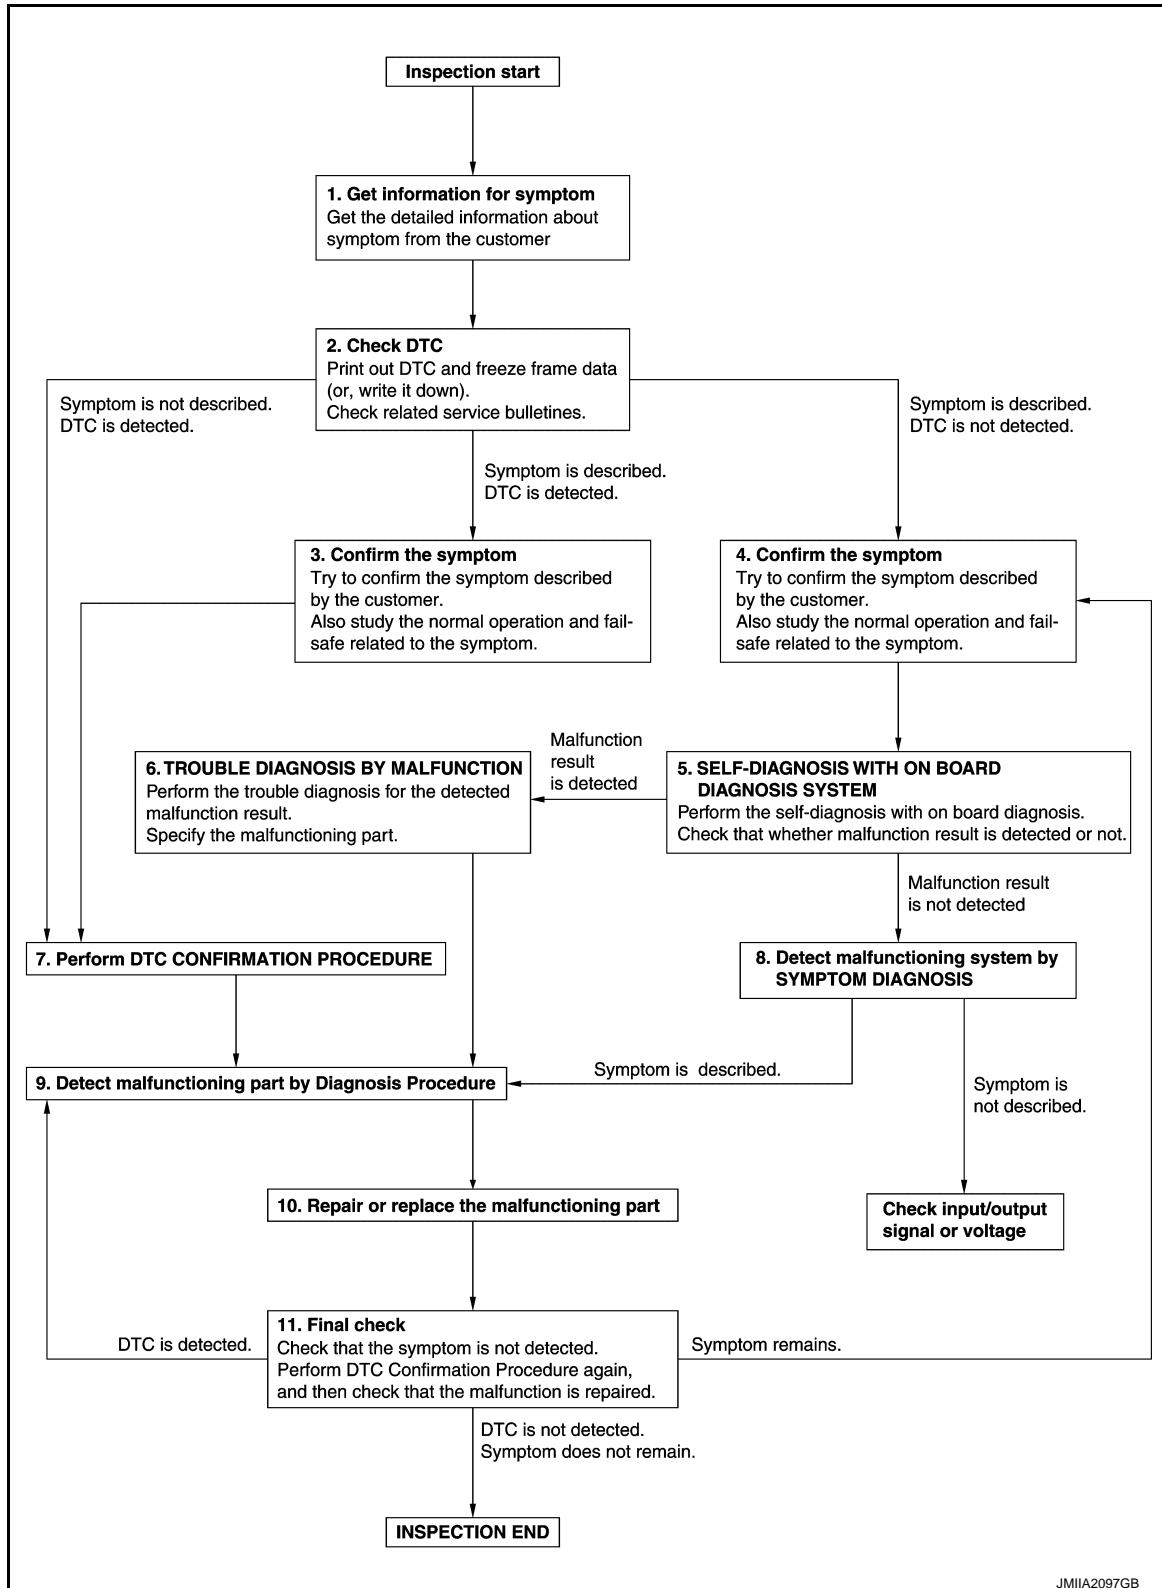 Inspection start
1. Get information for symptom
Get the detailed information about
symptom from the customer
2. Check DTC
Print out DTC and freeze frame data
(or, write it down).
Check related service bulletines.
Symptom is not described.
DTC is detected.
Symptom is described.
DTC is not detected.
Symptom is described.
DTC is detected.
3. Confirm the symptom
Try to confirm the symptom described
by the customer.
Also study the normal operation and fail-
safe related to the symptom.
4. Confirm the symptom
Try to confirm the symptom described
by the customer.
Also study the normal operation and fail-
safe related to the symptom.
Malfunction
result
is detected
6. TROUBLE DIAGNOSIS BY MALFUNCTION
Perform the trouble diagnosis for the detected
malfunction result.
Specify the malfunctioning part.
5. SELF-DIAGNOSIS WITH ON BOARD
DIAGNOSIS SYSTEM
Perform the self-diagnosis with on board diagnosis.
Check that whether malfunction result is detected or not.
Malfunction result
is not detected
7. Perform DTC CONFIRMATION PROCEDURE
8. Detect malfunctioning system by
SYMPTOM DIAGNOSIS
Symptom is described.
9. Detect malfunctioning part by Diagnosis Procedure
Symptom is
not described.
10. Repair or replace the malfunctioning part
Check input/output
signal or voltage
11. Final check
Check that the symptom is not detected.
Perform DTC Confirmation Procedure again,
and then check that the malfunction is repaired.
DTC is detected.
Symptom remains.
DTC is not detected.
Symptom does not remain.
INSPECTION END
JMIIA2097GB